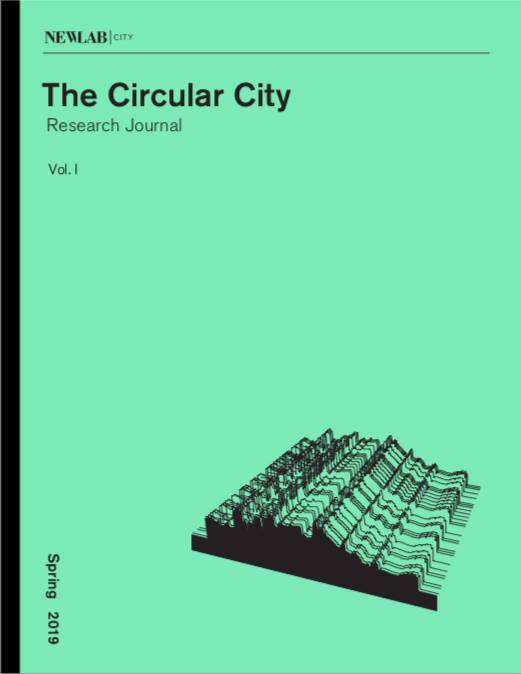 NEWLAB|CITY
The Circular City
Research Journal
Vol. I
Spring 2019